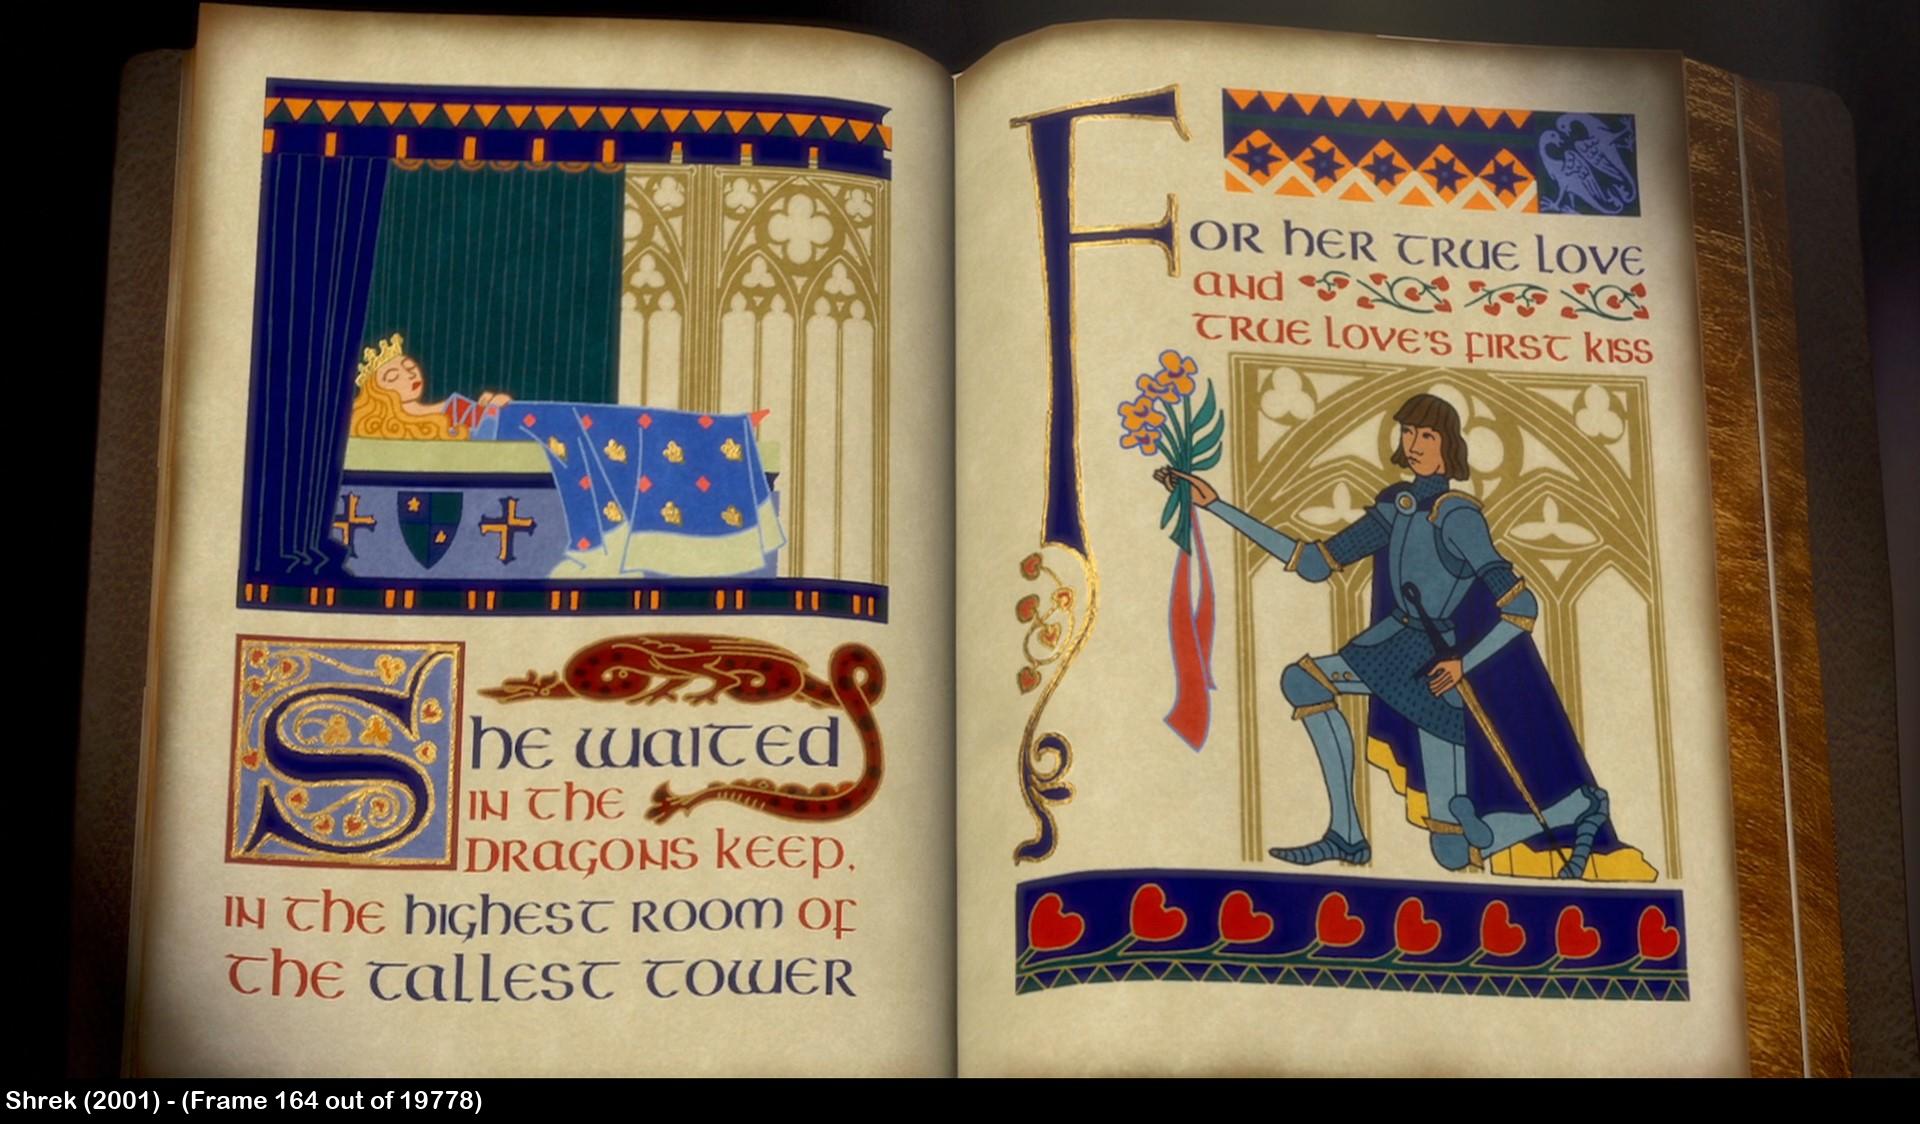 She waited
in the
dragons keep.
in the highest room of
the tallest tower
For her true love
and
true love's first kiss
Shrek (2001) - (Frame 164 out of 19778)